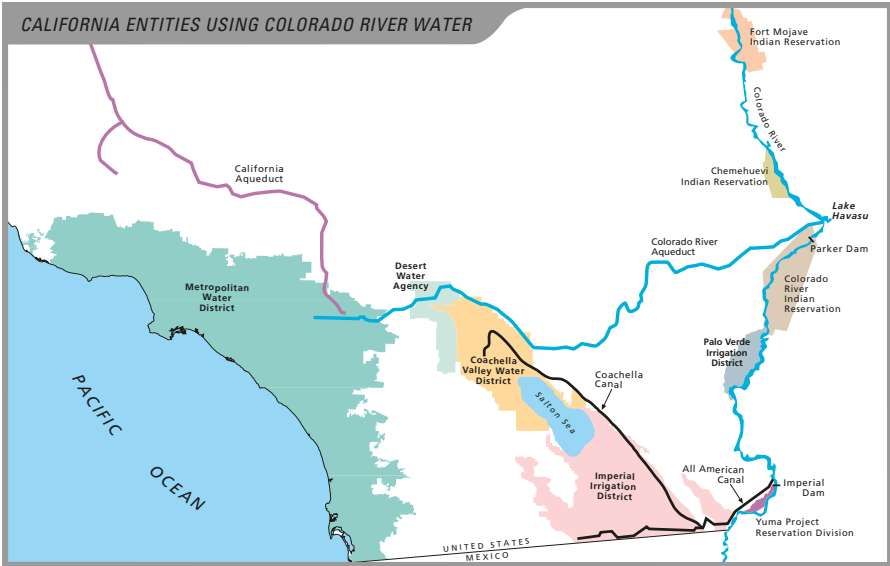 CALIFORNIA ENTITIES USING COLORADO RIVER WATER
Fort Mojave
Indian Reservation
Colorado River
California
Aqueduct
Chemehuevi
Indian Reservation
Lake
Havasu
Colorado River
Aqueduct
Parker Dam
Desert
Water
Agency
Metropolitan
Water
District
Colorado
River
Indian
Reservation
Palo Verde
Irrigation
District
Coachella
Valley Water
District
Coachella
Canal
Salton Sea
PACIFIC
OCEAN
Imperial
Irrigation
District
All American
Canal
Imperial
Dam
Yuma Project
Reservation Division
UNITED STATES
MEXICO